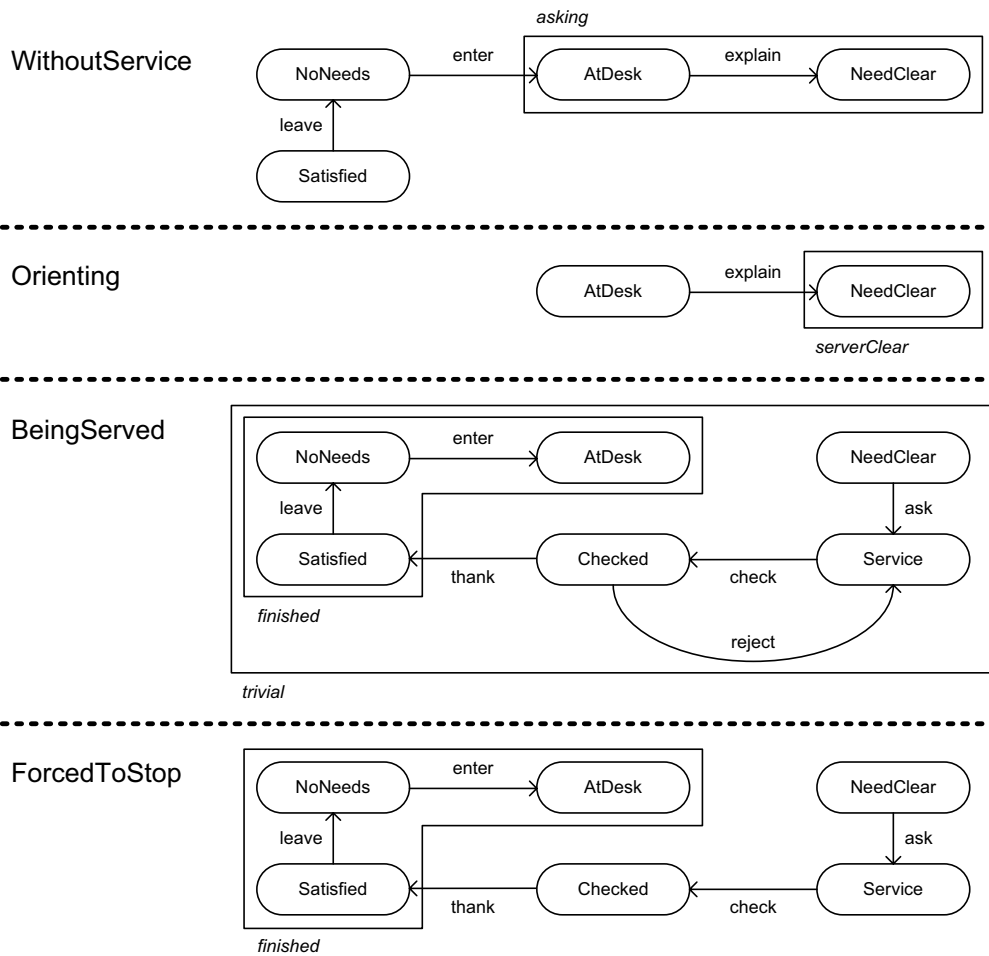 asking
WithoutService
NoNeeds
enter
AtDesk
explain
NeedClear
leave
Satisfied
Orienting
AtDesk
explain
NeedClear
serverClear
BeingServed
NoNeeds
enter
AtDesk
NeedClear
leave
ask
Satisfied
thank
Checked
check
Service
finished
reject
trivial
ForcedToStop
NoNeeds
enter
AtDesk
NeedClear
leave
ask
Satisfied
thank
Checked
check
Service
finished